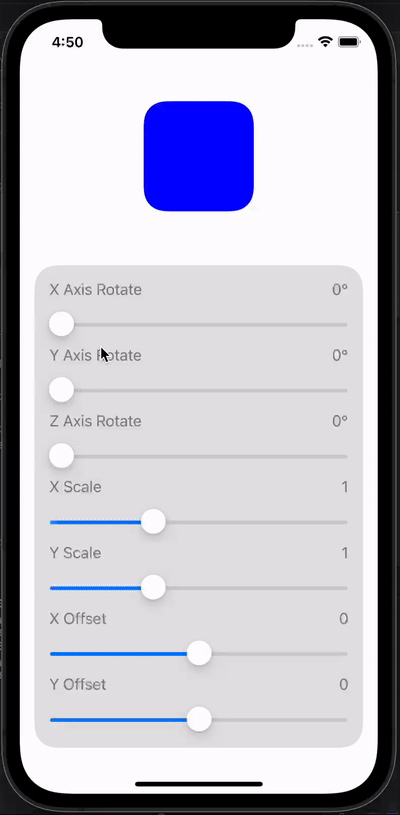 4:50
X Axis Rotate 0°
Y Axis Rotate 0°
Z Axis Rotate 0°
X Scale 1
Y Scale 1
X Offset 0
Y Offset 0